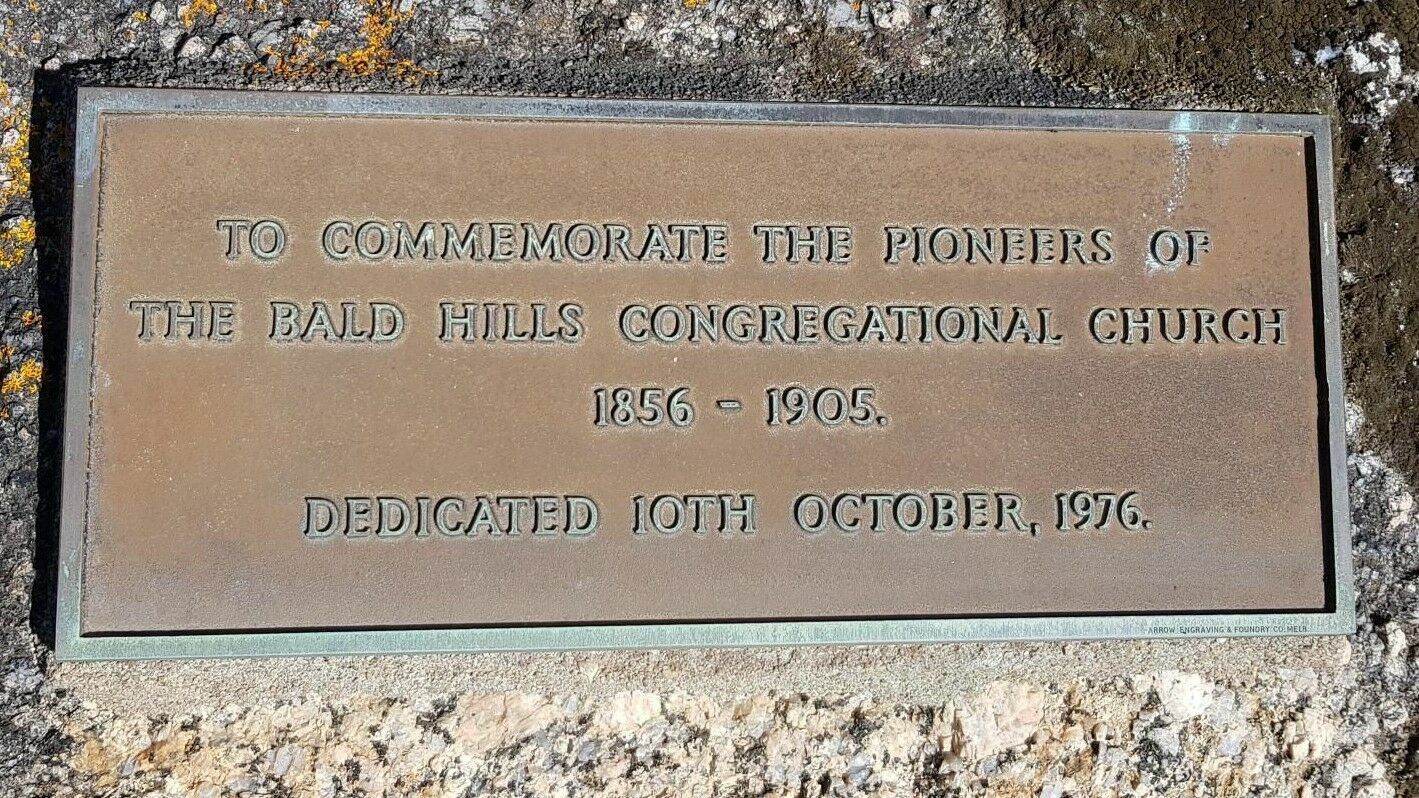 TO COMMEMORATE THE PIONEERS OF
THE BALD HILLS CONGREGATIONAL CHURCH
1856 - 1905.
DEDICATED 10TH OCTOBER, 1976.
ARROW ENGRAVING & FOUNDRY CO. MELB.